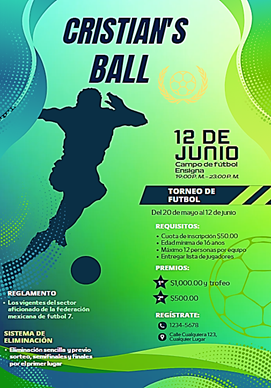 CRISTIAN'S
BALL
12 DE
JUNIO
Campo de fútbol
Ensigna
19:00 P. M. - 23:00 P. M.
TORNEO DE
FUTBOL
Del 20 de mayo al 12 de junio
REQUISITOS:
• Cuota de inscripción $50.00
• Edad minima de 16 años
• Máximo 12 personas por equipo
• Entregar lista de jugadores
PREMIOS:
$1,000.00 y trofeo
$500.00
REGÍSTRATE:
1234-5678
Calle Cualquiera 123,
Cualquier Lugar
REGLAMENTO
• Los vigentes del sector
aficionado de la federación
mexicana de futbol 7.
SISTEMA DE
ELIMINACIÓN
• Eliminación sencilla y previo
sorteo, semifinales y finales
por el primer lugar